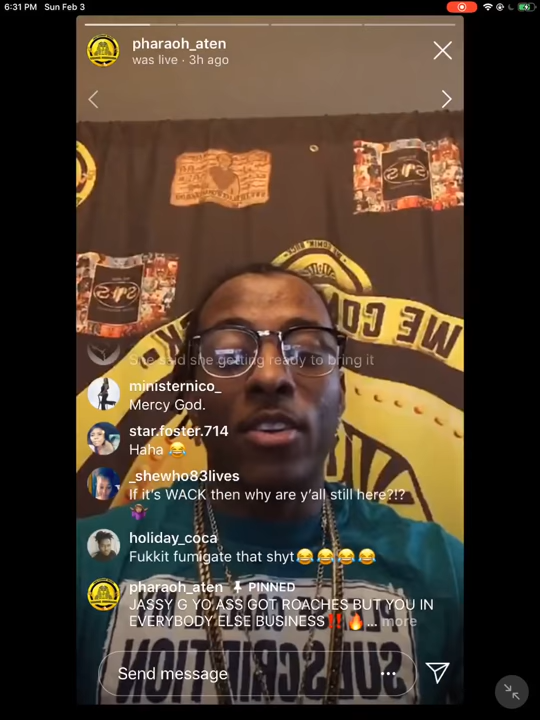 6:31 PM Sun Feb 3
pharaoh_aten
was live · 3h ago
WE COM
She said she getting ready to bring it
ministernico_
Mercy God.
star.foster.714
Haha 😂
_shewho83lives
If it's WACK then why are y'all still here?!?
🤷🏾‍♀️
holiday_coca
Fukkit fumigate that shyt😂😂😂😂
pharaoh_aten PINNED
JASSY G YO ASS GOT ROACHES BUT YOU IN
EVERYBODY ELSE BUSINESS‼️🔥... more
SUBSCRIPTION
Send message